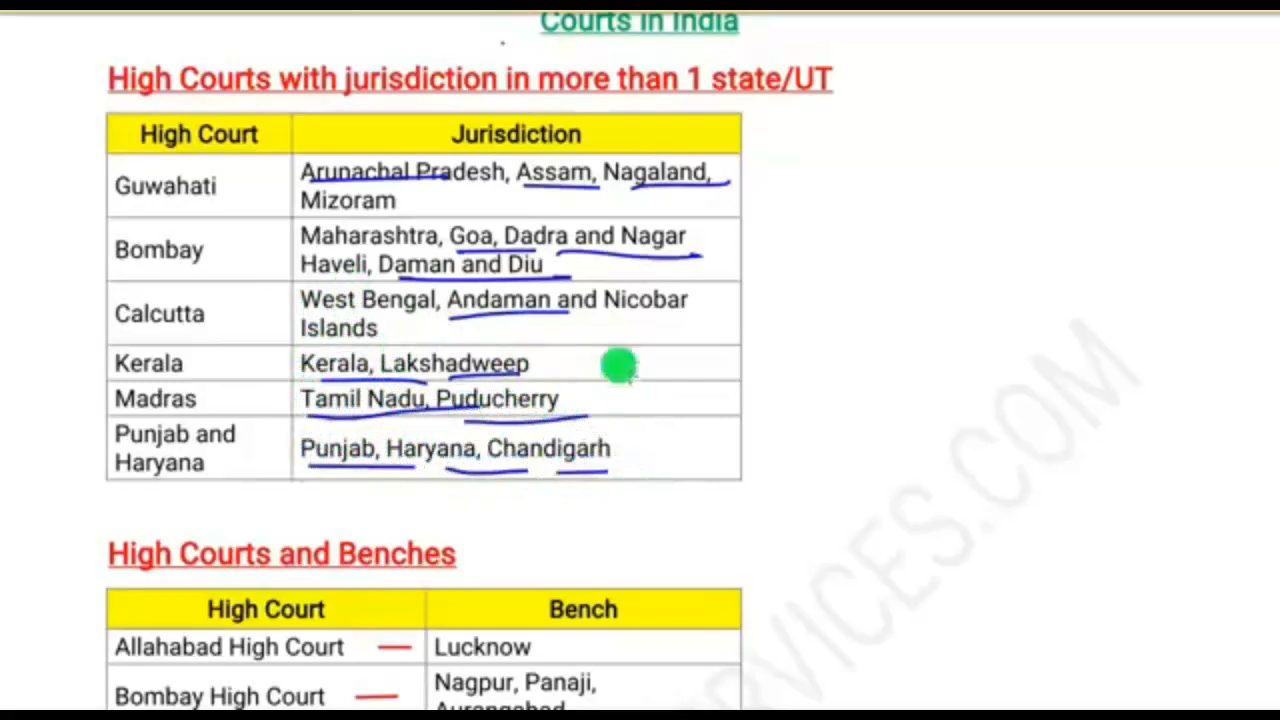 Courts in India
High Courts with jurisdiction in more than 1 state/UT
High Court Jurisdiction
Guwahati Arunachal Pradesh, Assam, Nagaland,
Mizoram
Bombay Maharashtra, Goa, Dadra and Nagar
Haveli, Daman and Diu
Calcutta West Bengal, Andaman and Nicobar
Islands
Kerala Kerala, Lakshadweep
Madras Tamil Nadu, Puducherry
Punjab and
Haryana Punjab, Haryana, Chandigarh
High Courts and Benches
High Court Bench
Allahabad High Court Lucknow
Bombay High Court Nagpur, Panaji,
Aurangabad
RVICES.COM